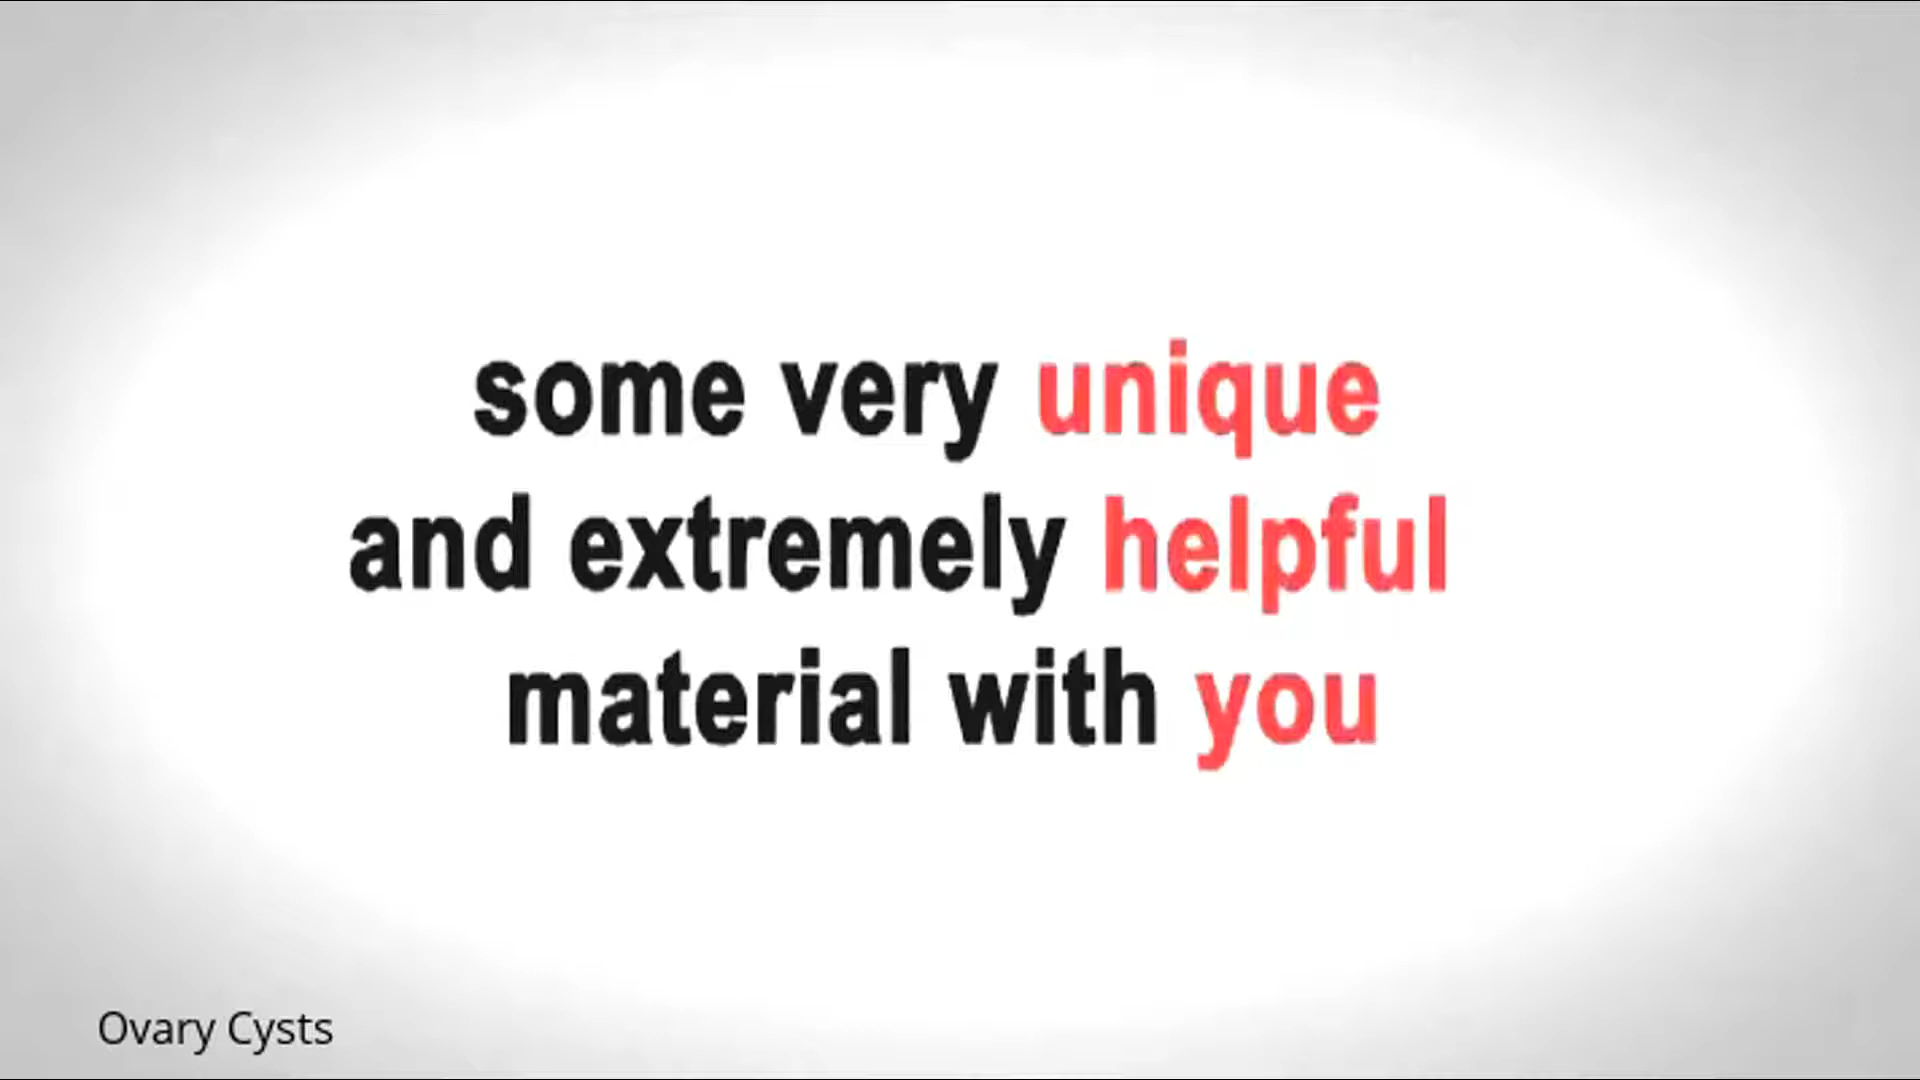 some very unique
and extremely helpful
material with you
Ovary Cysts